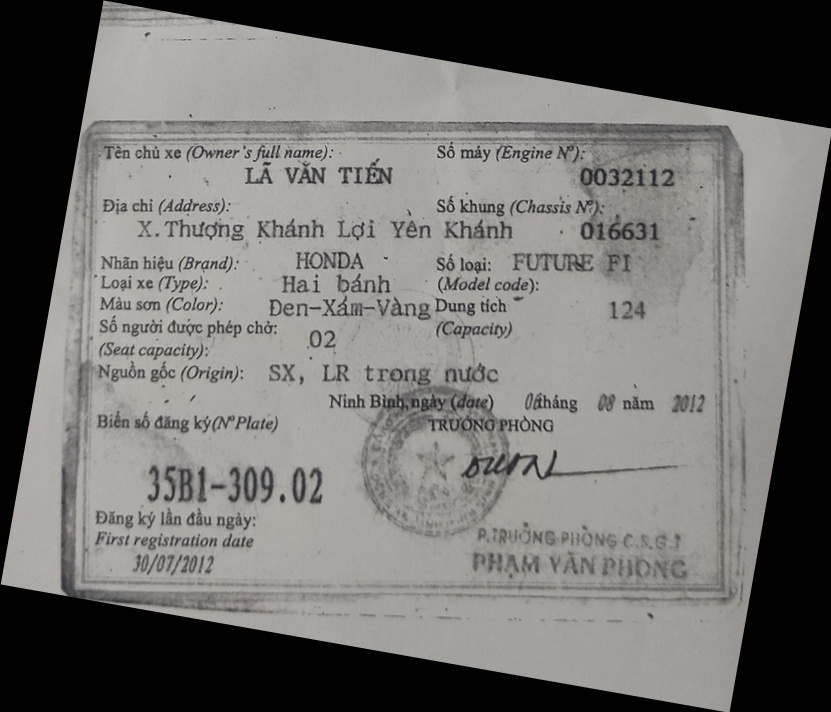 Tên chủ xe (Owner's full name):
LÃ VĂN TIẾN
Số máy (Engine Nº):
0032112
Địa chỉ (Address):
X.Thượng Khánh Lợi Yên Khánh
Số khung (Chassis Nº):
016631
Nhãn hiệu (Brand): HONDA
Số loại: FUTURE FI
(Model code):
Loại xe (Type): Hai bánh
Màu sơn (Color): Đen-Xám-Vàng
Dung tích 124
(Capacity)
Số người được phép chở: 02
(Seat capacity):
Nguồn gốc (Origin): SX, LR trong nước
Ninh Bình, ngày (date) tháng 08 năm 2012
Biển số đăng ký(NºPlate)
TRƯỞNG PHÒNG
35B1-309.02
Đăng ký lần đầu ngày:
First registration date
30/07/2012
P.TRƯỞNG PHÒNG C.S.G.T
PHẠM VĂN PHONG